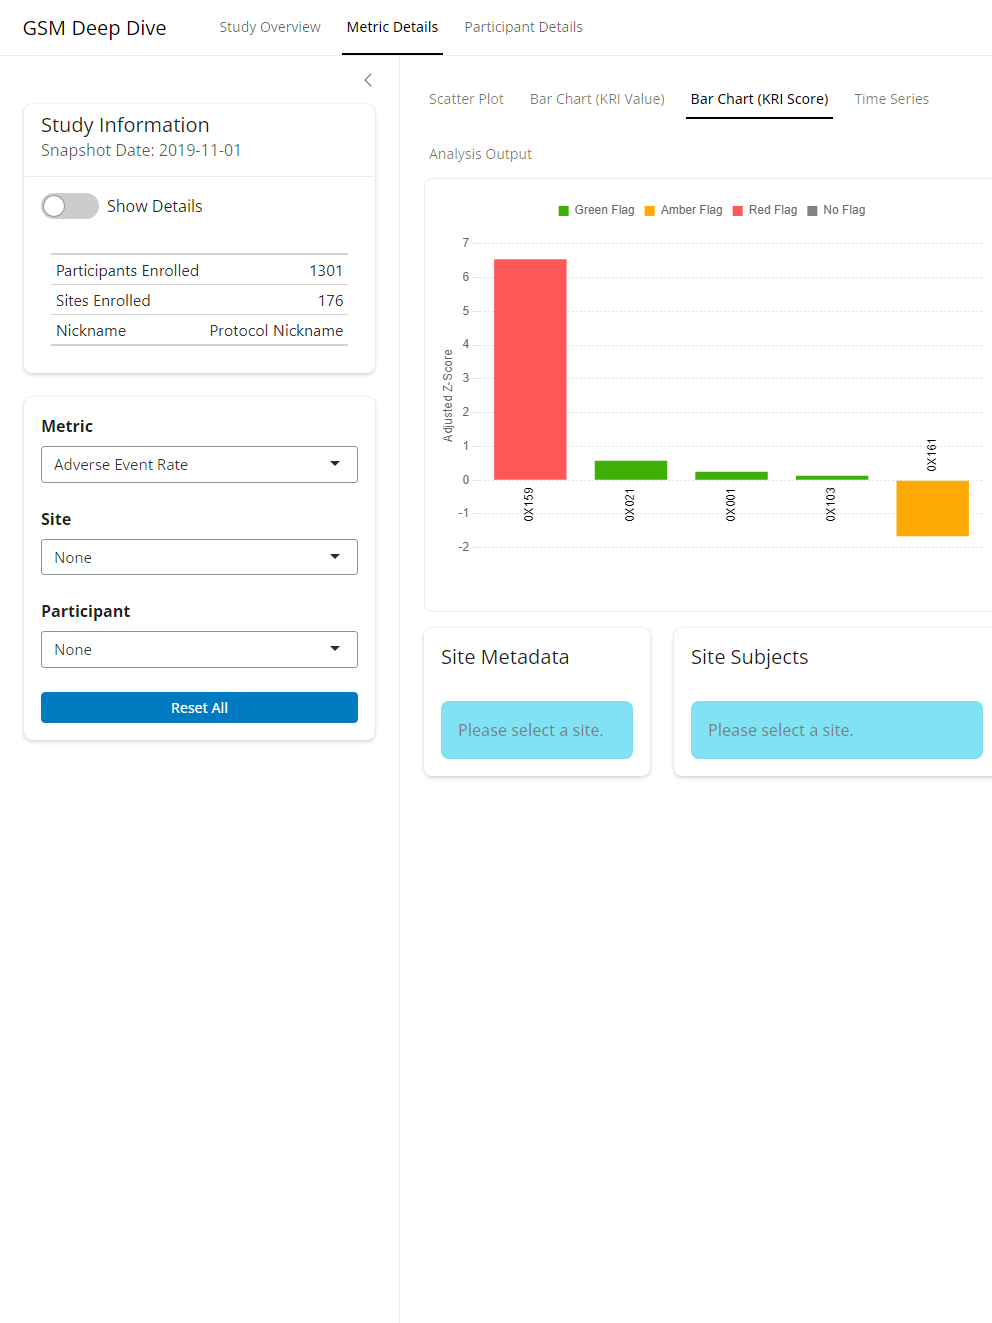 GSM Deep Dive
Study Overview
Metric Details
Participant Details
Study Information
Snapshot Date: 2019-11-01
Show Details
Participants Enrolled 1301
Sites Enrolled 176
Nickname Protocol Nickname
Metric
Adverse Event Rate
Site
None
Participant
None
Reset All
Scatter Plot
Bar Chart (KRI Value)
Bar Chart (KRI Score)
Time Series
Analysis Output
Green Flag Amber Flag Red Flag No Flag
Adjusted Z-Score
7
6
5
4
3
2
1
0
-1
-2
0X159
0X021
0X001
0X103
0X161
Site Metadata
Please select a site.
Site Subjects
Please select a site.